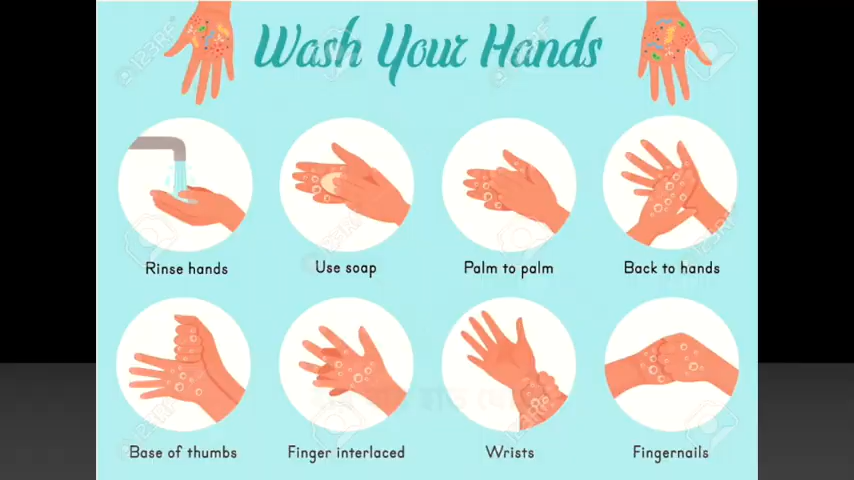 Wash Your Hands
Rinse hands
Use soap
Palm to palm
Back to hands
Base of thumbs
Finger interlaced
Wrists
Fingernails